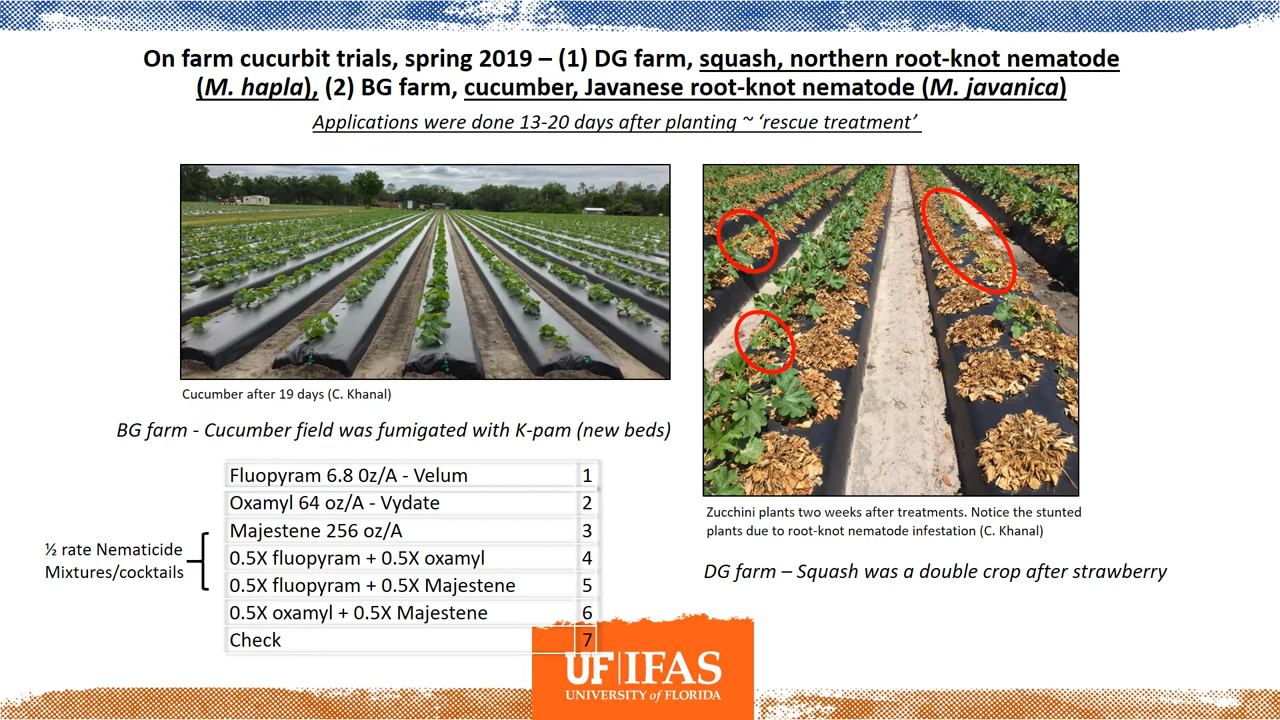 On farm cucurbit trials, spring 2019 – (1) DG farm, squash, northern root-knot nematode
(M. hapla), (2) BG farm, cucumber, Javanese root-knot nematode (M. javanica)
Applications were done 13-20 days after planting ~ ‘rescue treatment’
Cucumber after 19 days (C. Khanal)
BG farm - Cucumber field was fumigated with K-pam (new beds)
Fluopyram 6.8 0z/A - Velum 1
Oxamyl 64 oz/A - Vydate 2
Majestene 256 oz/A 3
0.5X fluopyram + 0.5X oxamyl 4
0.5X fluopyram + 0.5X Majestene 5
0.5X oxamyl + 0.5X Majestene 6
Check 7
½ rate Nematicide
Mixtures/cocktails
Zucchini plants two weeks after treatments. Notice the stunted
plants due to root-knot nematode infestation (C. Khanal)
DG farm – Squash was a double crop after strawberry
UF|IFAS
UNIVERSITY of FLORIDA